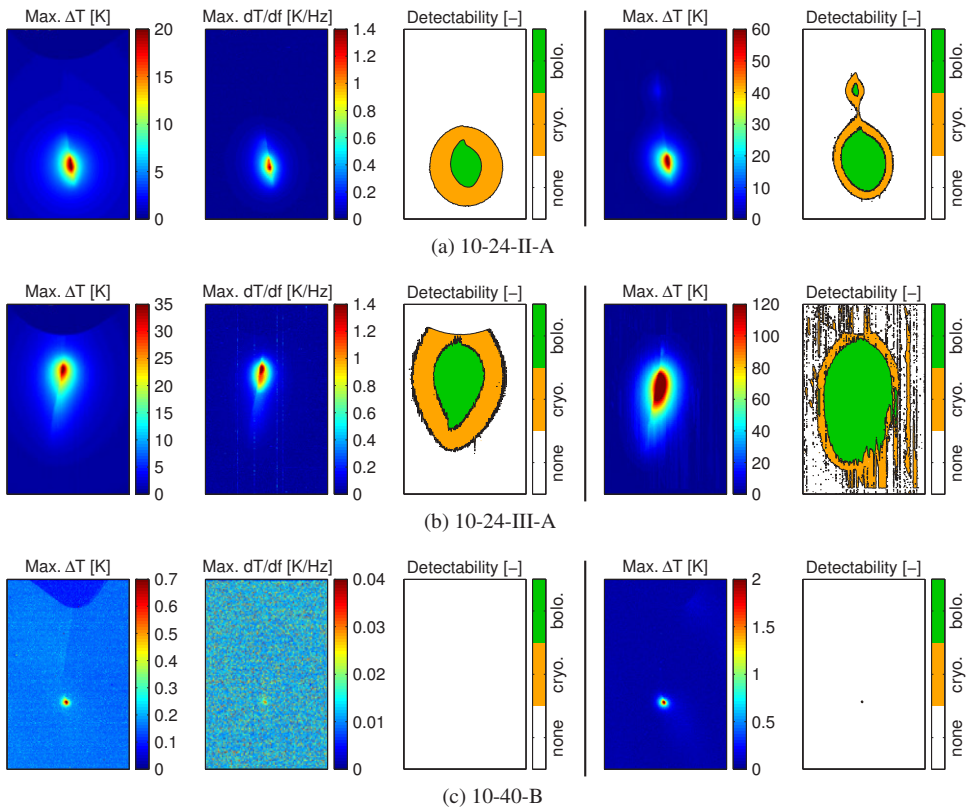 Max. ΔT [K] Max. dT/df [K/Hz] Detectability [–] Max. ΔT [K] Detectability [–]
20 15 10 5 0
1.4 1.2 1 0.8 0.6 0.4 0.2 0
bolo. cryo. none
60 50 40 30 20 10 0
bolo. cryo. none
(a) 10-24-II-A
Max. ΔT [K] Max. dT/df [K/Hz] Detectability [–] Max. ΔT [K] Detectability [–]
35 30 25 20 15 10 5 0
1.4 1.2 1 0.8 0.6 0.4 0.2 0
bolo. cryo. none
120 100 80 60 40 20 0
bolo. cryo. none
(b) 10-24-III-A
Max. ΔT [K] Max. dT/df [K/Hz] Detectability [–] Max. ΔT [K] Detectability [–]
0.7 0.6 0.5 0.4 0.3 0.2 0.1 0
0.04 0.03 0.02 0.01 0
bolo. cryo. none
2 1.5 1 0.5 0
bolo. cryo. none
(c) 10-40-B